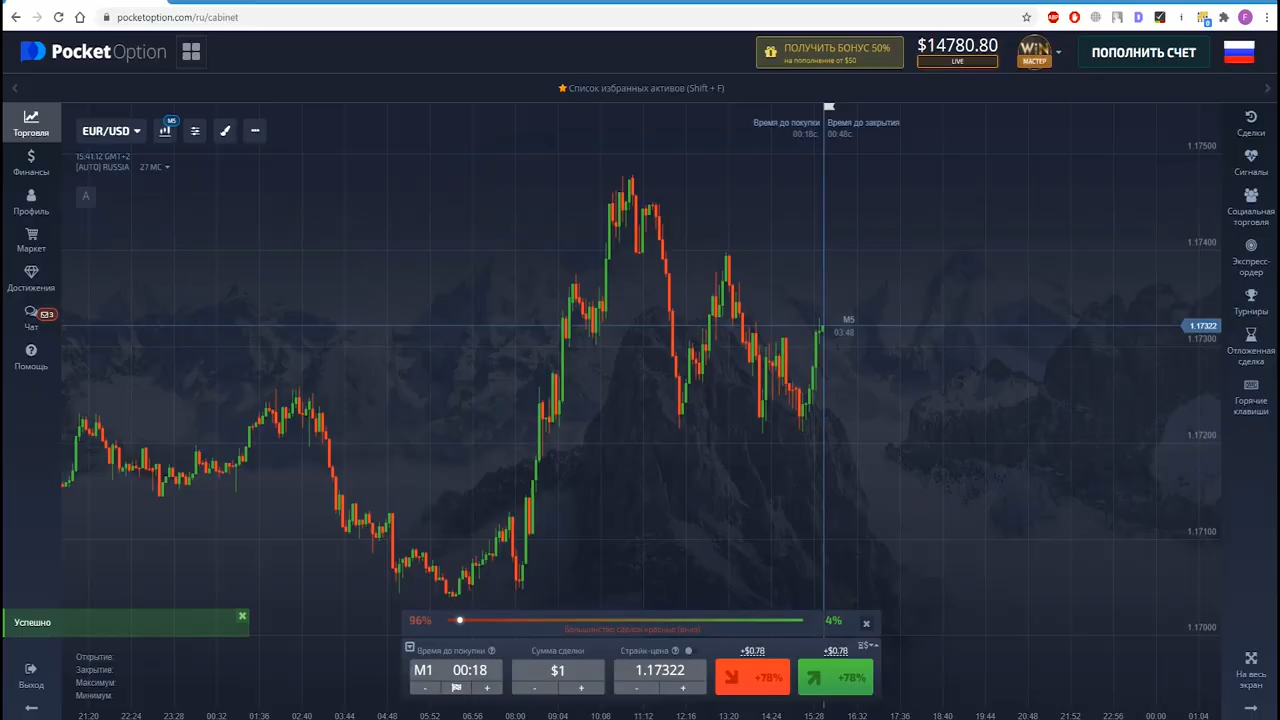 pocketoption.com/ru/cabinet
PocketOption
ПОЛУЧИТЬ БОНУС 50%
на пополнение от $50
$14780.80
LIVE
WIN
МАСТЕР
ПОПОЛНИТЬ СЧЕТ
Список избранных активов (Shift + F)
Торговля
Финансы
Профиль
Маркет
Достижения
3
Чат
Помощь
Выход
EUR/USD
M5
15:41:12 GMT+2
[AUTO] RUSSIA 27 МС
A
Время до покупки
00:18с.
Время до закрытия
00:48с.
M5
03:48
1.17500
1.17400
1.17322
1.17300
1.17200
1.17100
1.17000
Сделки
Сигналы
Социальная
торговля
Экспресс-
ордер
Турниры
Отложенная
сделка
Горячие
клавиши
На весь
экран
Успешно
Открытие:
Закрытие:
Максимум:
Минимум:
96%
4%
Большинство сделок красные (вниз)
Время до покупки
M1 00:18
- +
Сумма сделки
$1
- +
Страйк-цена
1.17322
- +
+$0.78
+78%
+$0.78
+78%
21:20 22:24 23:28 00:32 01:36 02:40 03:44 04:48 05:52 06:56 08:00 09:04 10:08 11:12 12:16 13:20 14:24 15:28 16:32 17:36 18:40 19:44 20:48 21:52 22:56 00:00 01:04